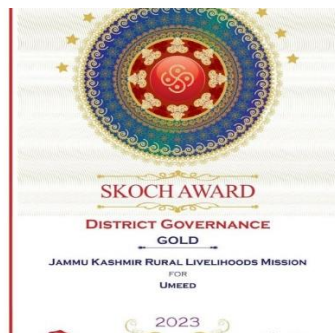 SKOCH AWARD
DISTRICT GOVERNANCE
GOLD
JAMMU KASHMIR RURAL LIVELIHOODS MISSION
FOR
UMEED
2023